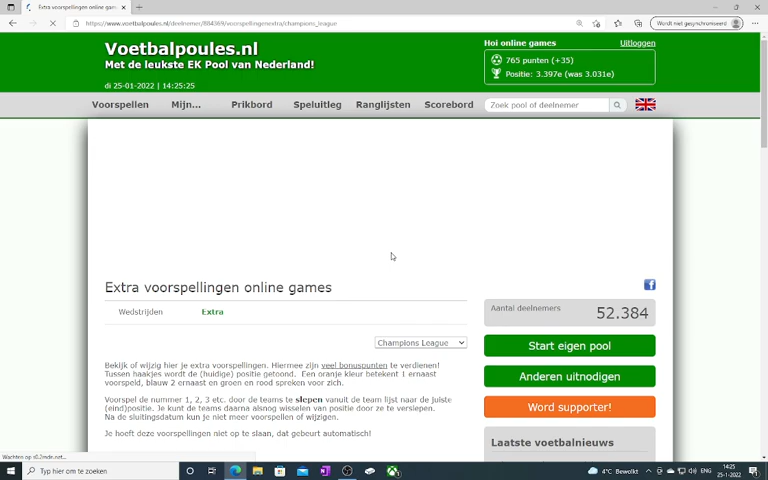 Extra voorspellingen online gam
https://www.voetbalpoules.nl/deelnemer/884369/voorspellingenextra/champions_league
Wordt niet gesynchroniseerd
Voetbalpoules.nl
Met de leukste EK Pool van Nederland!
di 25-01-2022 | 14:25:25
Hoi online games
Uitloggen
765 punten (+35)
Positie: 3.397e (was 3.031e)
Voorspellen
Mijn...
Prikbord
Speluitleg
Ranglijsten
Scorebord
Zoek pool of deelnemer
Extra voorspellingen online games
Wedstrijden
Extra
Champions League
Bekijk of wijzig hier je extra voorspellingen. Hiermee zijn veel bonuspunten te verdienen!
Tussen haakjes wordt de (huidige) positie getoond. Een oranje kleur betekent 1 ernaast
voorspeld, blauw 2 ernaast en groen en rood spreken voor zich.
Voorspel de nummer 1, 2, 3 etc. door de teams te slepen vanuit de team lijst naar de juiste
(eind)positie. Je kunt de teams daarna alsnog wisselen van positie door ze te verslepen.
Na de sluitingsdatum kun je niet meer voorspellen of wijzigen.
Je hoeft deze voorspellingen niet op te slaan, dat gebeurt automatisch!
Aantal deelnemers
52.384
Start eigen pool
Anderen uitnodigen
Word supporter!
Laatste voetbalnieuws
Wachten op s0.2mdn.net...
Typ hier om te zoeken
4°C Bewolkt
ENG
14:25
25-1-2022